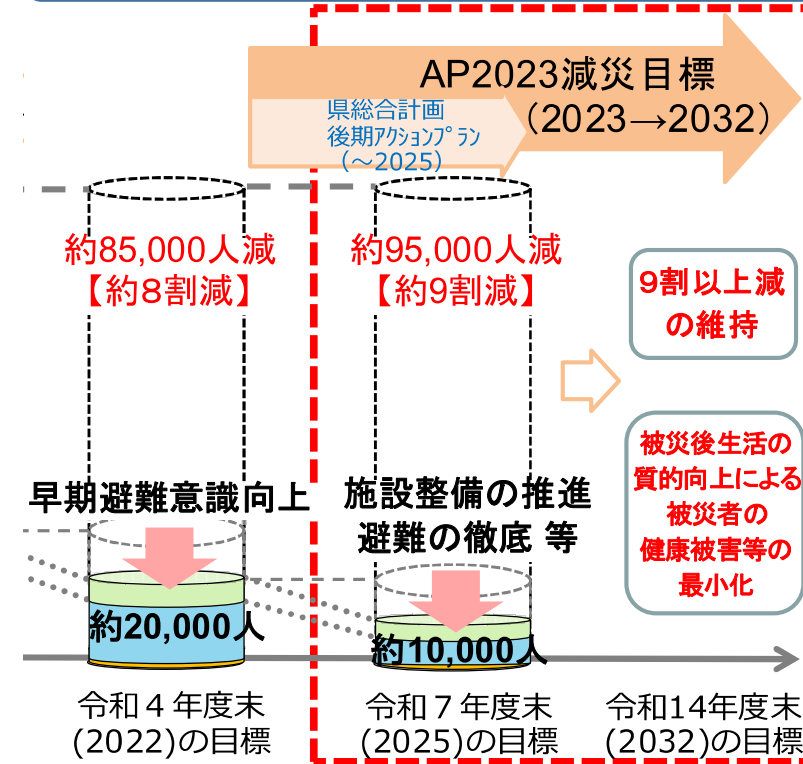 AP2023減災目標
（2023→2032）
県総合計画
後期ｱｸｼｮﾝﾌﾟﾗﾝ
（～2025）
約85,000人減
【約８割減】
約95,000人減
【約9割減】
9割以上減
の維持
早期避難意識向上
施設整備の推進
避難の徹底 等
被災後生活の
質的向上による
被災者の
健康被害等の
最小化
約20,000人
約10,000人
令和４年度末
(2022)の目標
令和７年度末
(2025)の目標
令和14年度末
(2032)の目標